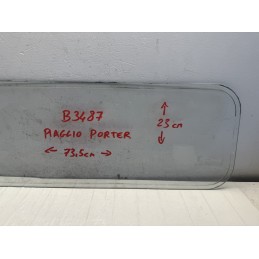 B3487
PIAGGIO PORTER
← 73,5cm →
↑
23 cm
↓